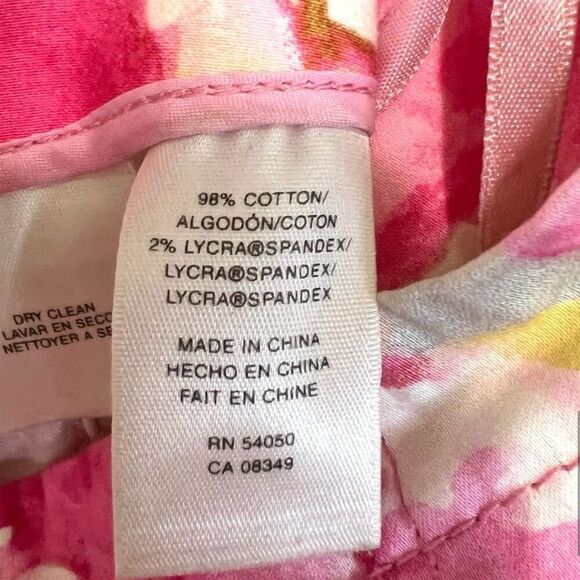 98% COTTON/
ALGODÓN/COTON
2% LYCRA®SPANDEX/
LYCRA®SPANDEX/
LYCRA®SPANDEX
MADE IN CHINA
HECHO EN CHINA
FAIT EN CHINE
RN 54050
CA 08349
DRY CLEAN
LAVAR EN SECO
NETTOYER A